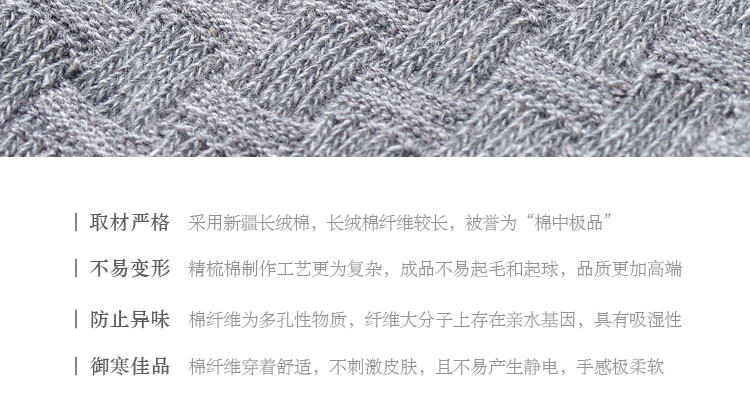 ｜取材严格 采用新疆长绒棉，长绒棉纤维较长，被誉为“棉中极品”
｜不易变形 精梳棉制作工艺更为复杂，成品不易起毛和起球，品质更加高端
｜防止异味 棉纤维为多孔性物质，纤维大分子上存在亲水基因，具有吸湿性
｜御寒佳品 棉纤维穿着舒适，不刺激皮肤，且不易产生静电，手感极柔软